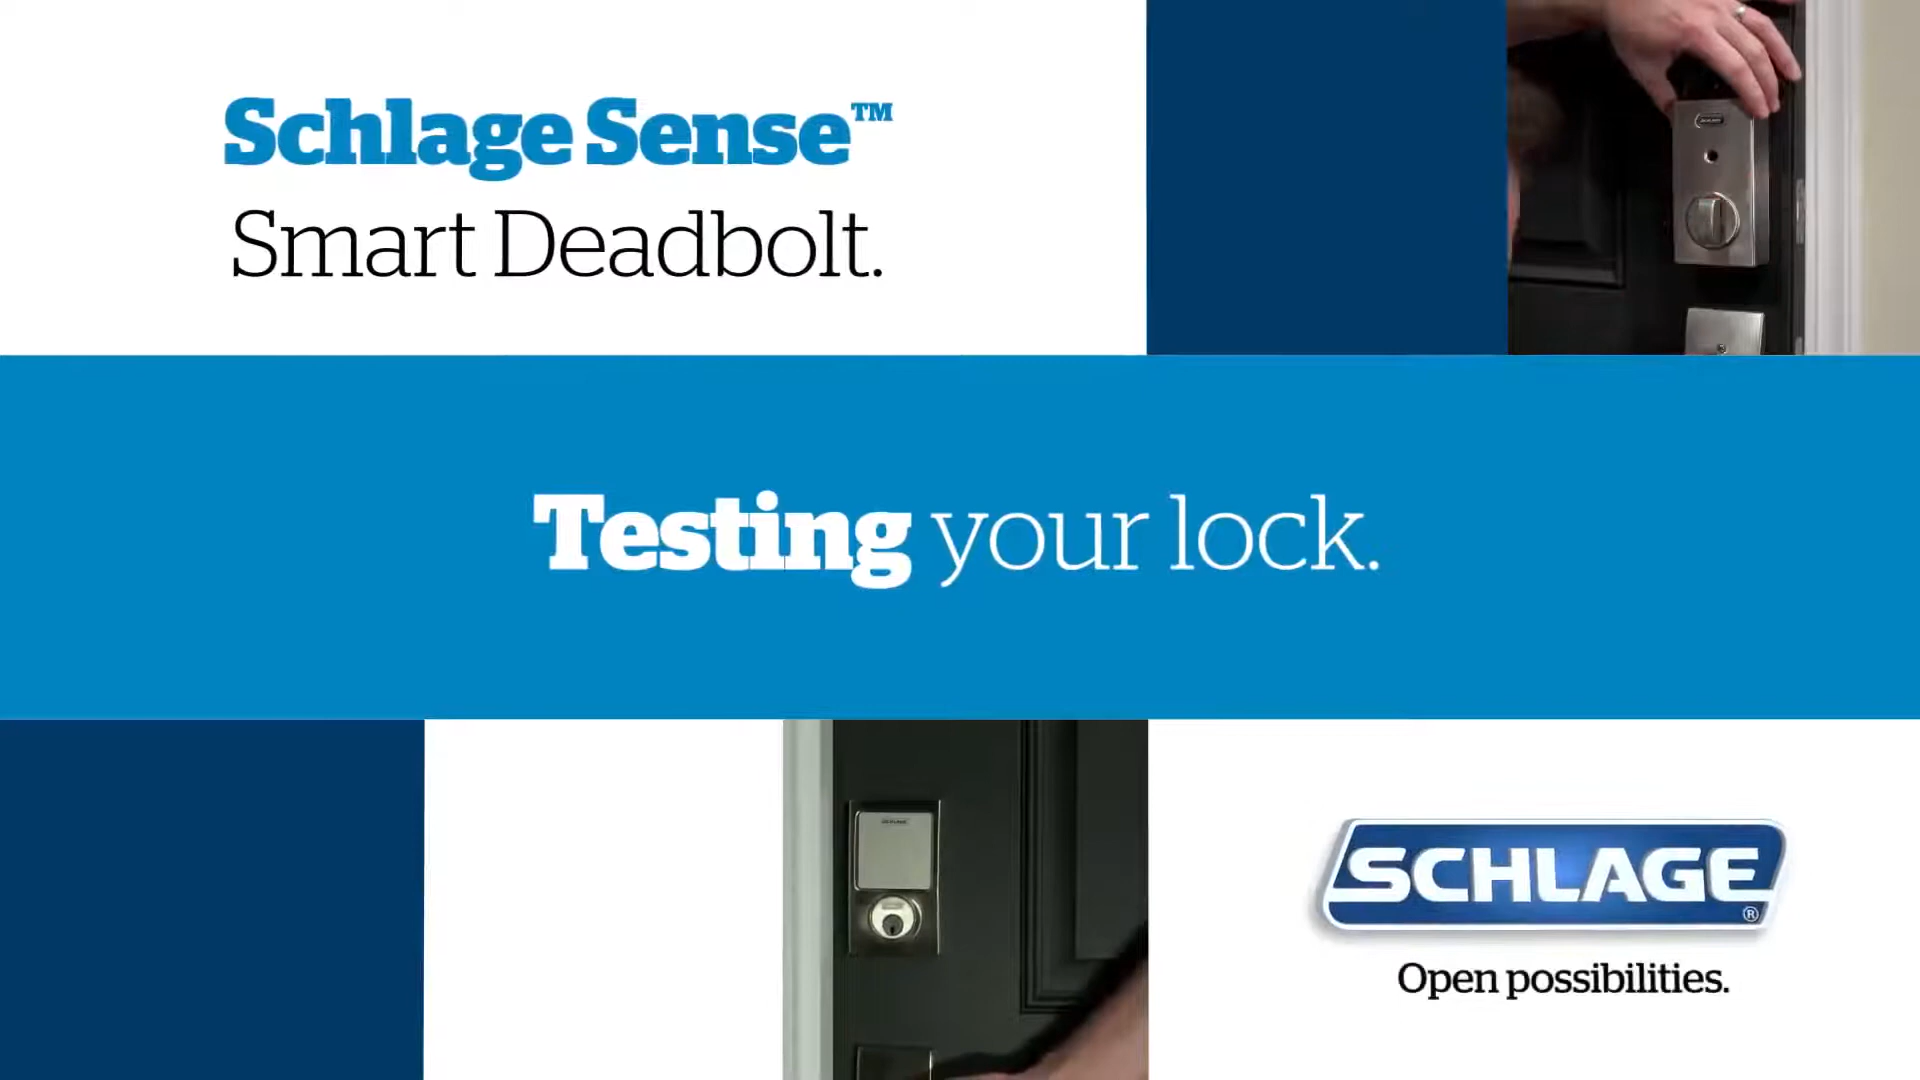 Schlage Sense™
Smart Deadbolt.
Testing your lock.
SCHLAGE®
Open possibilities.